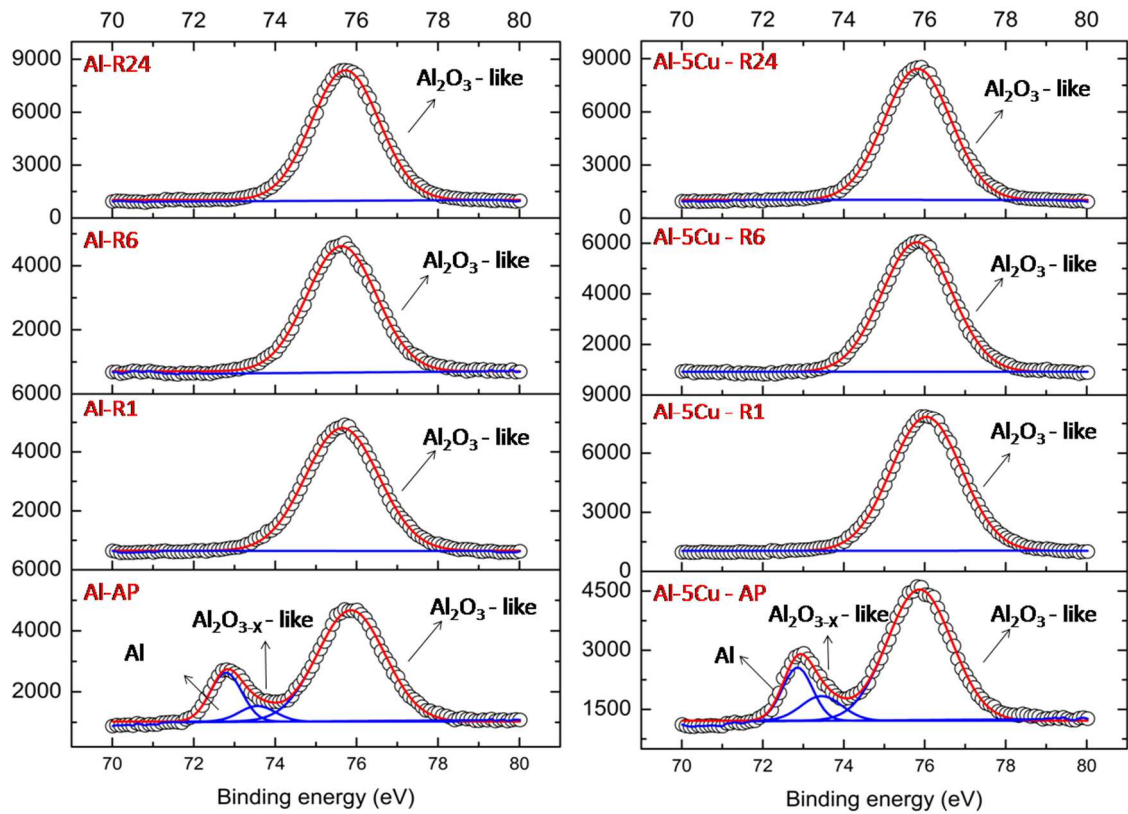 70 72 74 76 78 80
9000
Al-R24
Al2O3 - like
6000
3000
0
Al-R6
Al2O3 - like
4000
2000
6000
Al-R1
Al2O3 - like
4000
2000
6000
Al-AP
Al2O3 - like
Al2O3-x - like
Al
4000
2000
70 72 74 76 78 80
Binding energy (eV)
70 72 74 76 78 80
9000
Al-5Cu - R24
Al2O3 - like
6000
3000
0
Al-5Cu - R6
6000
Al2O3 - like
4000
2000
9000
Al-5Cu - R1
Al2O3 - like
6000
3000
0
Al-5Cu - AP
4500
Al2O3 - like
Al2O3-x - like
Al
3000
1500
70 72 74 76 78 80
Binding energy (eV)